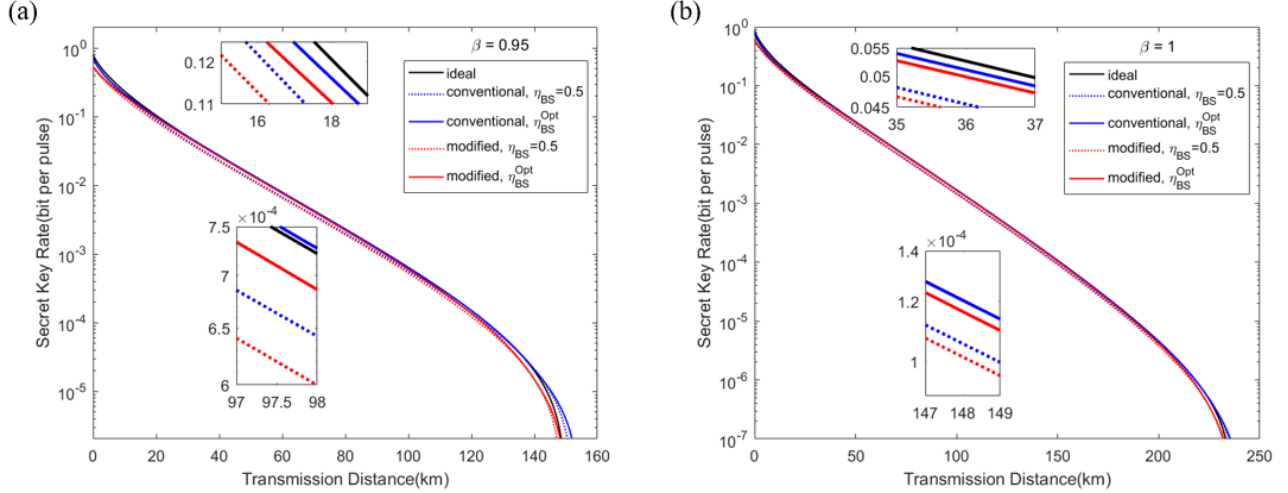 (a)
10^0
10^-1
10^-2
10^-3
10^-4
10^-5
Secret Key Rate(bit per pulse)
β = 0.95
ideal
conventional, η_BS=0.5
conventional, η_BS^Opt
modified, η_BS=0.5
modified, η_BS^Opt
0.12
0.11
16 18
×10^-4
7.5
7
6.5
6
97 97.5 98
0 20 40 60 80 100 120 140 160
Transmission Distance(km)
(b)
10^0
10^-1
10^-2
10^-3
10^-4
10^-5
10^-6
10^-7
Secret Key Rate(bit per pulse)
β = 1
ideal
conventional, η_BS=0.5
conventional, η_BS^Opt
modified, η_BS=0.5
modified, η_BS^Opt
0.055
0.05
0.045
35 36 37
×10^-4
1.4
1.2
1
147 148 149
0 50 100 150 200 250
Transmission Distance(km)